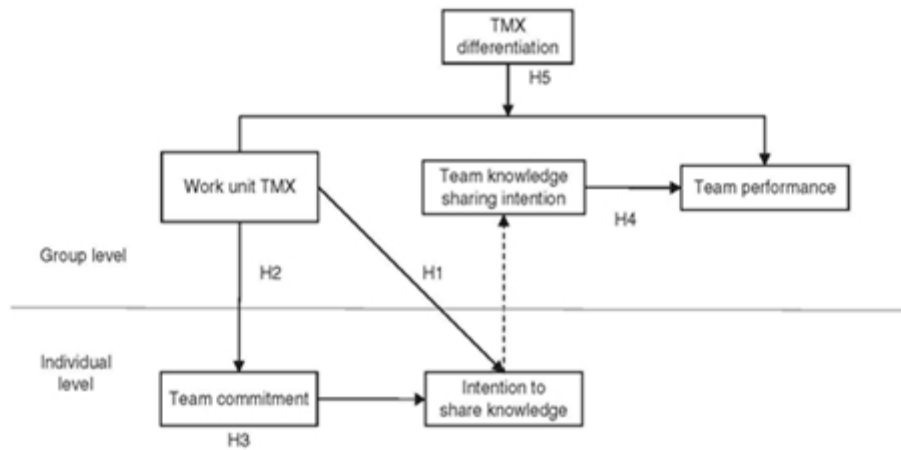 TMX
differentiation
H5
Work unit TMX
Team knowledge
sharing intention
Team performance
H4
Group level
H2
H1
Individual
level
Team commitment
Intention to
share knowledge
H3